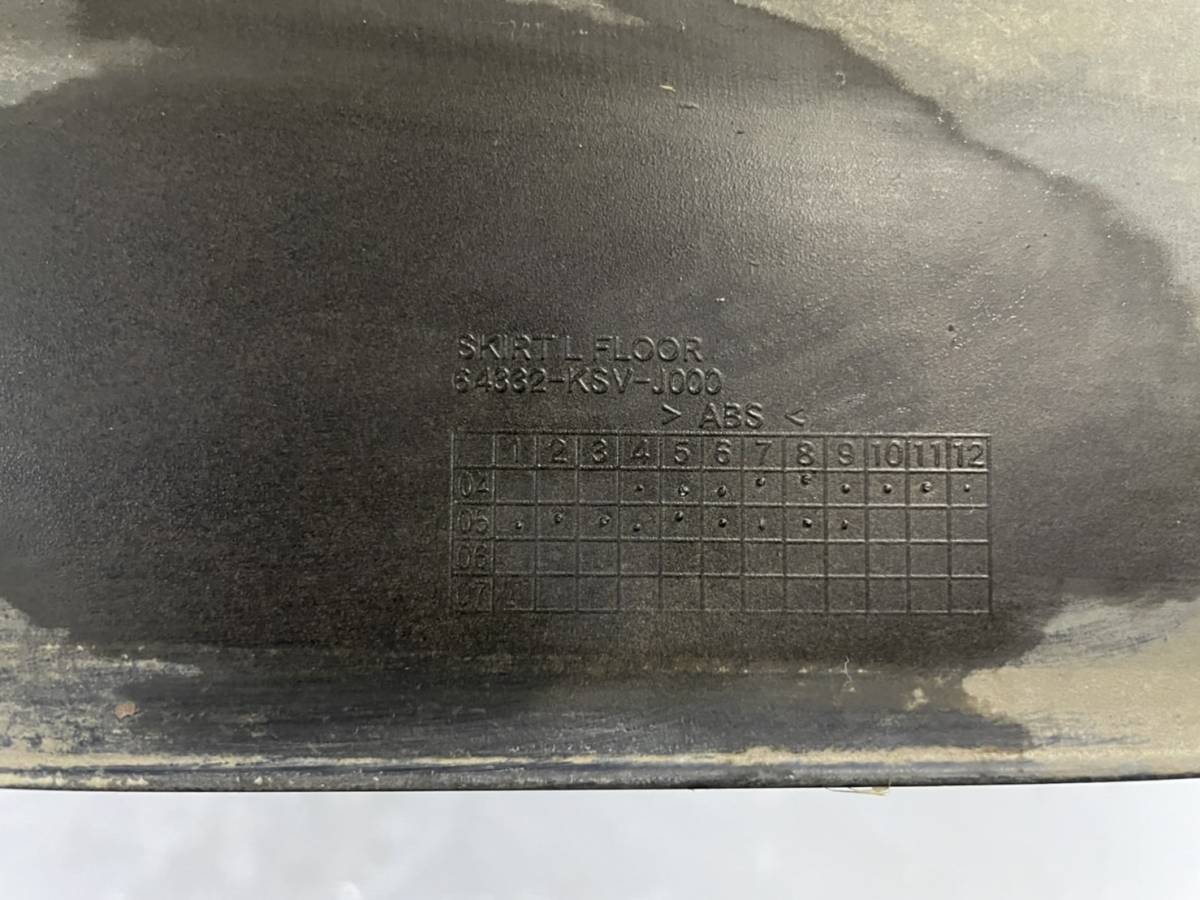 SKIRT L FLOOR
64332-KSV-J000
> ABS <
1 2 3 4 5 6 7 8 9 10 11 12
04
05
06
07